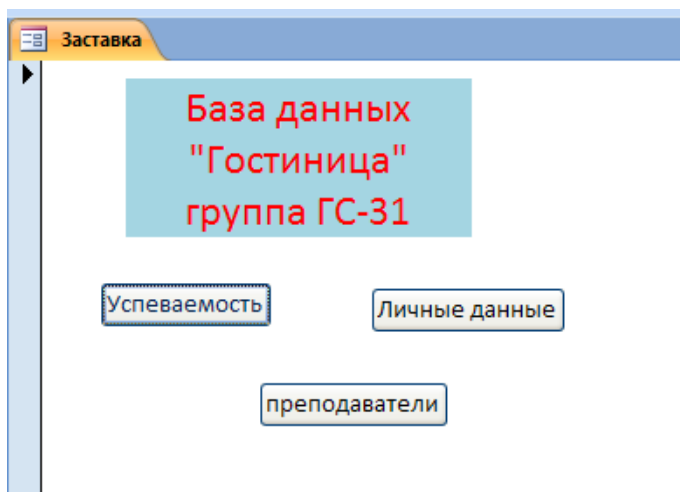 Заставка
База данных
"Гостиница"
группа ГС-31
Успеваемость
Личные данные
преподаватели